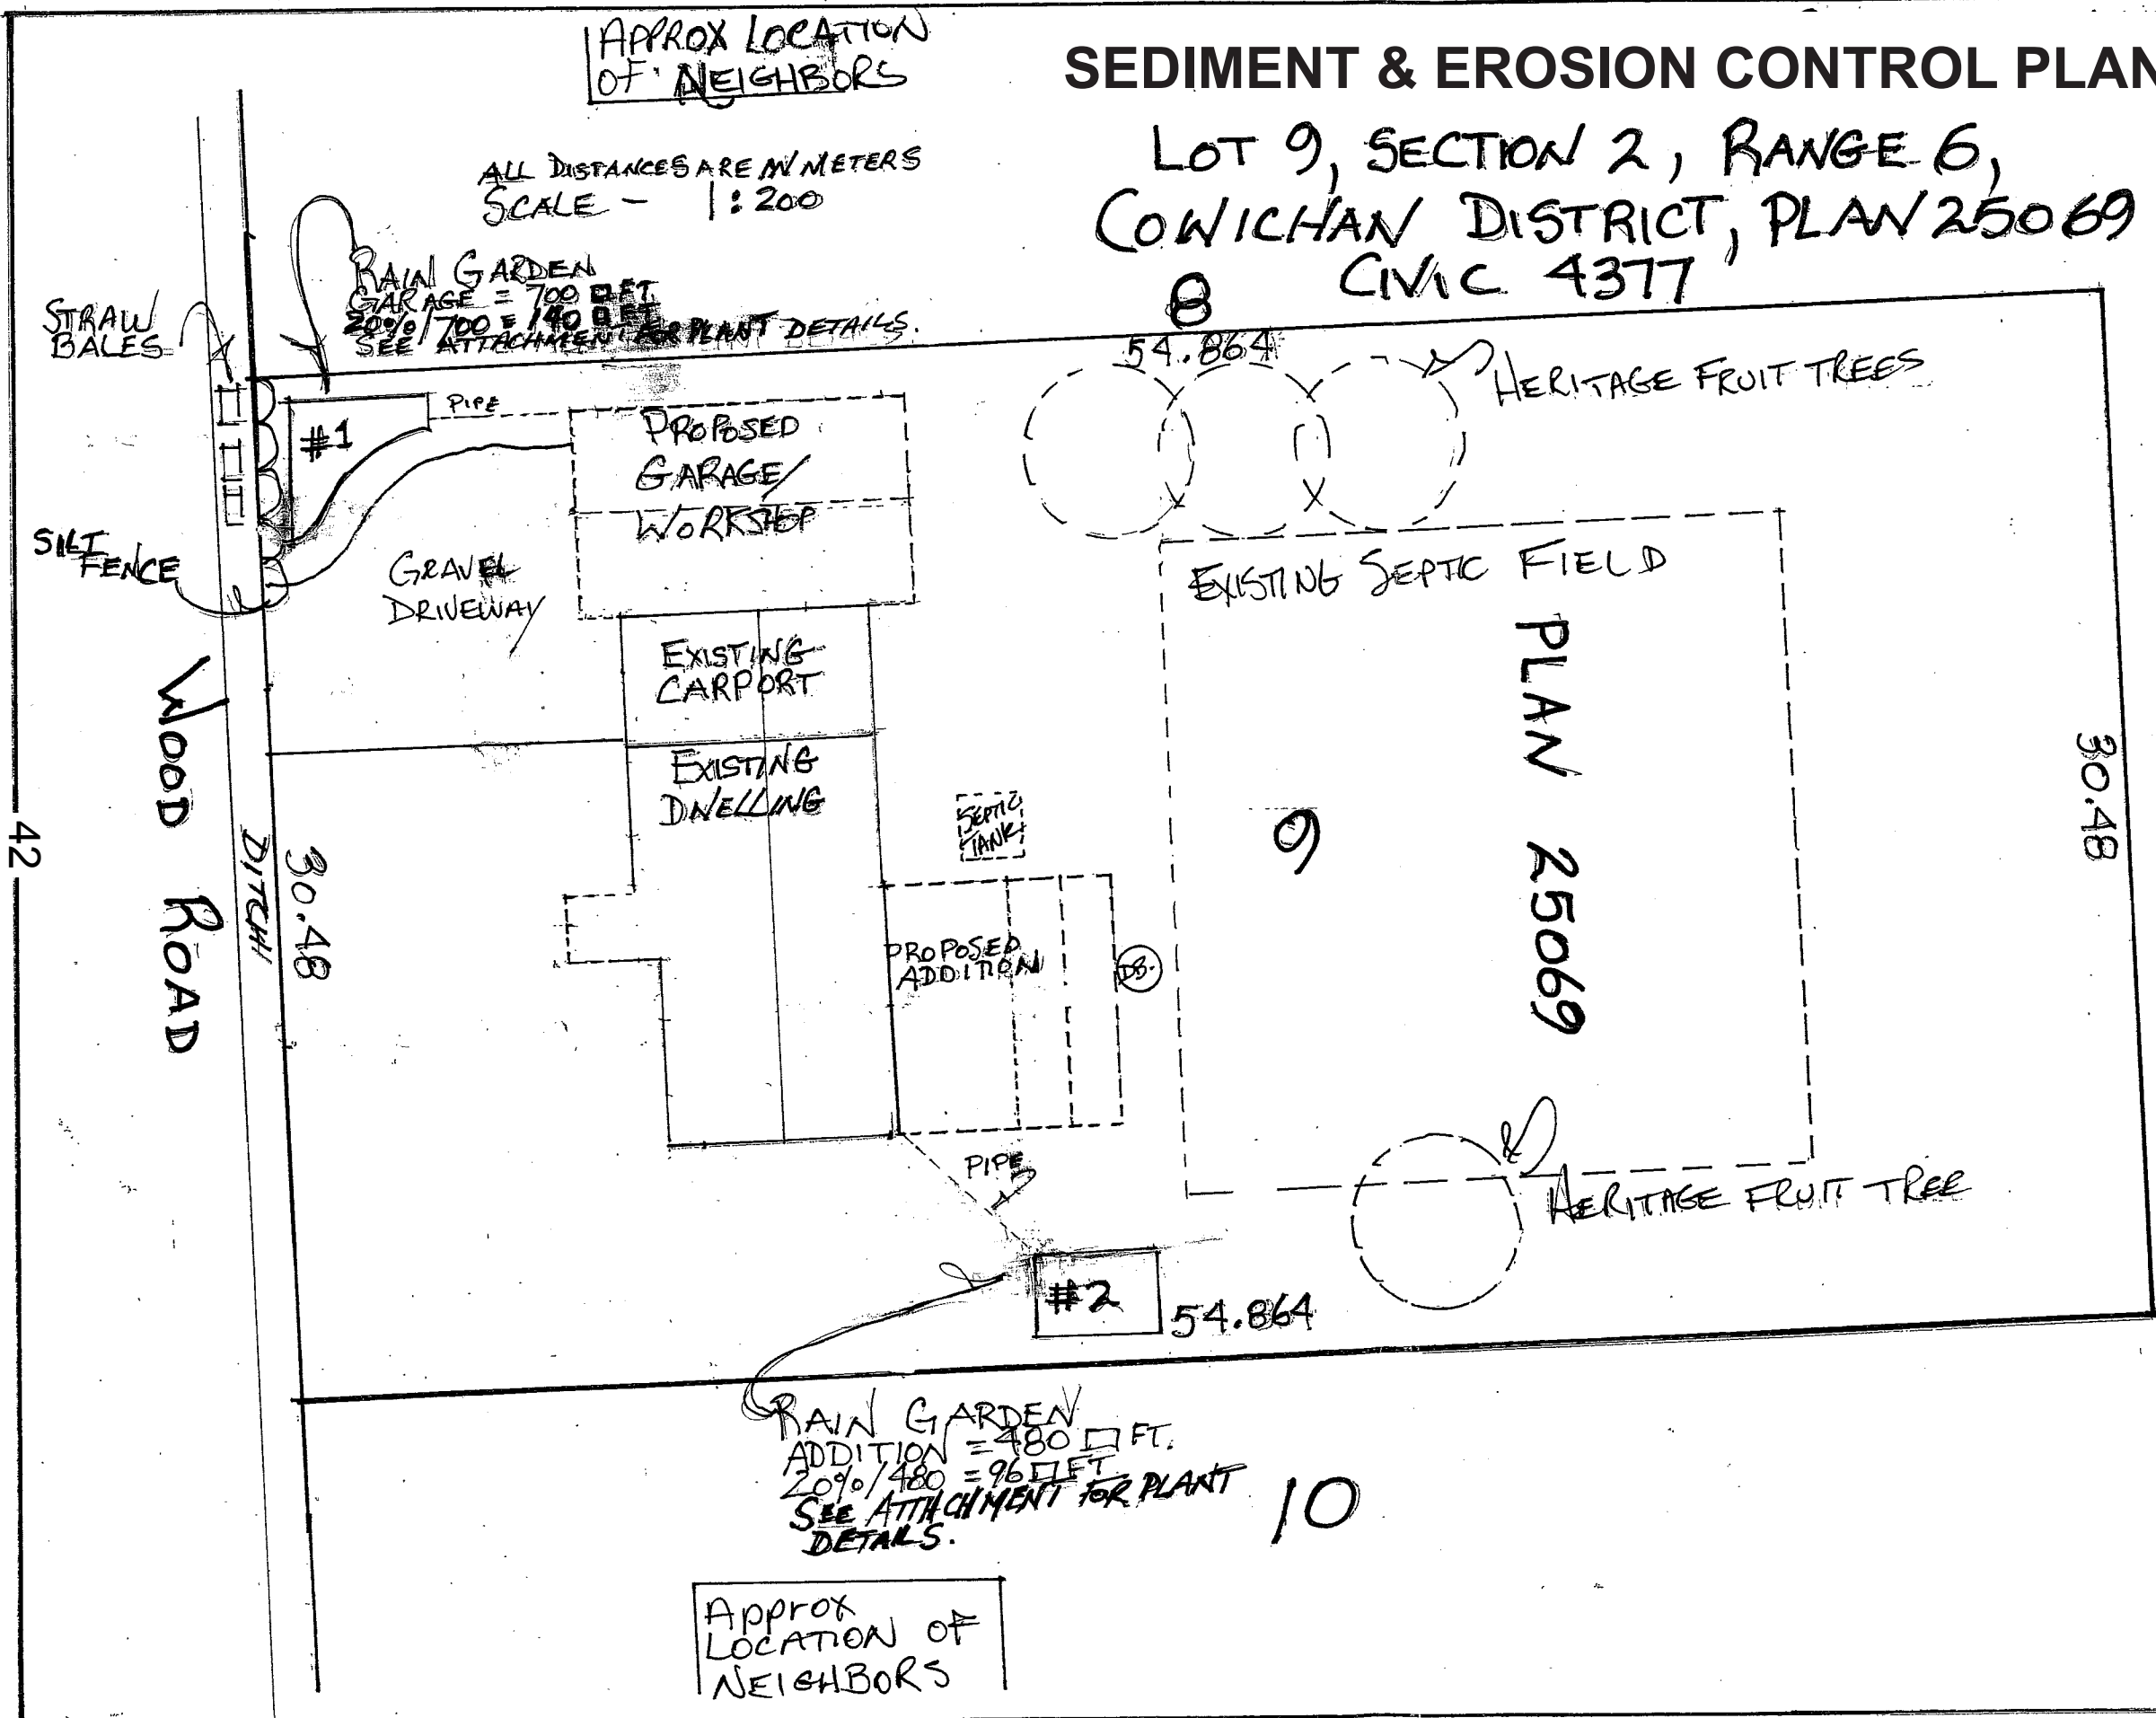 APPROX LOCATION
OF NEIGHBORS
SEDIMENT & EROSION CONTROL PLAN
LOT 9, SECTION 2, RANGE 6,
COWICHAN DISTRICT, PLAN 25069
CIVIC 4377
ALL DISTANCES ARE IN METERS
SCALE - 1:200
RAIN GARDEN
GARAGE = 700 □ FT.
20%/700 = 140 □ FT.
SEE ATTACHMENT FOR PLANT DETAILS.
STRAW
BALES
8
54.864
HERITAGE FRUIT TREES
PIPE
#1
PROPOSED
GARAGE/
WORKSHOP
SILT
FENCE
GRAVEL
DRIVEWAY
EXISTING SEPTIC FIELD
EXISTING
CARPORT
EXISTING
DWELLING
SEPTIC
TANK
PLAN 25069
9
30.48
WOOD ROAD
DITCH
30.48
42
PROPOSED
ADDITION
DB.
PIPE
HERITAGE FRUIT TREE
#2
54.864
RAIN GARDEN
ADDITION = 480 □ FT.
20%/480 = 96 □ FT
SEE ATTHCHMENT FOR PLANT
DETAILS.
10
Approx
LOCATION OF
NEIGHBORS